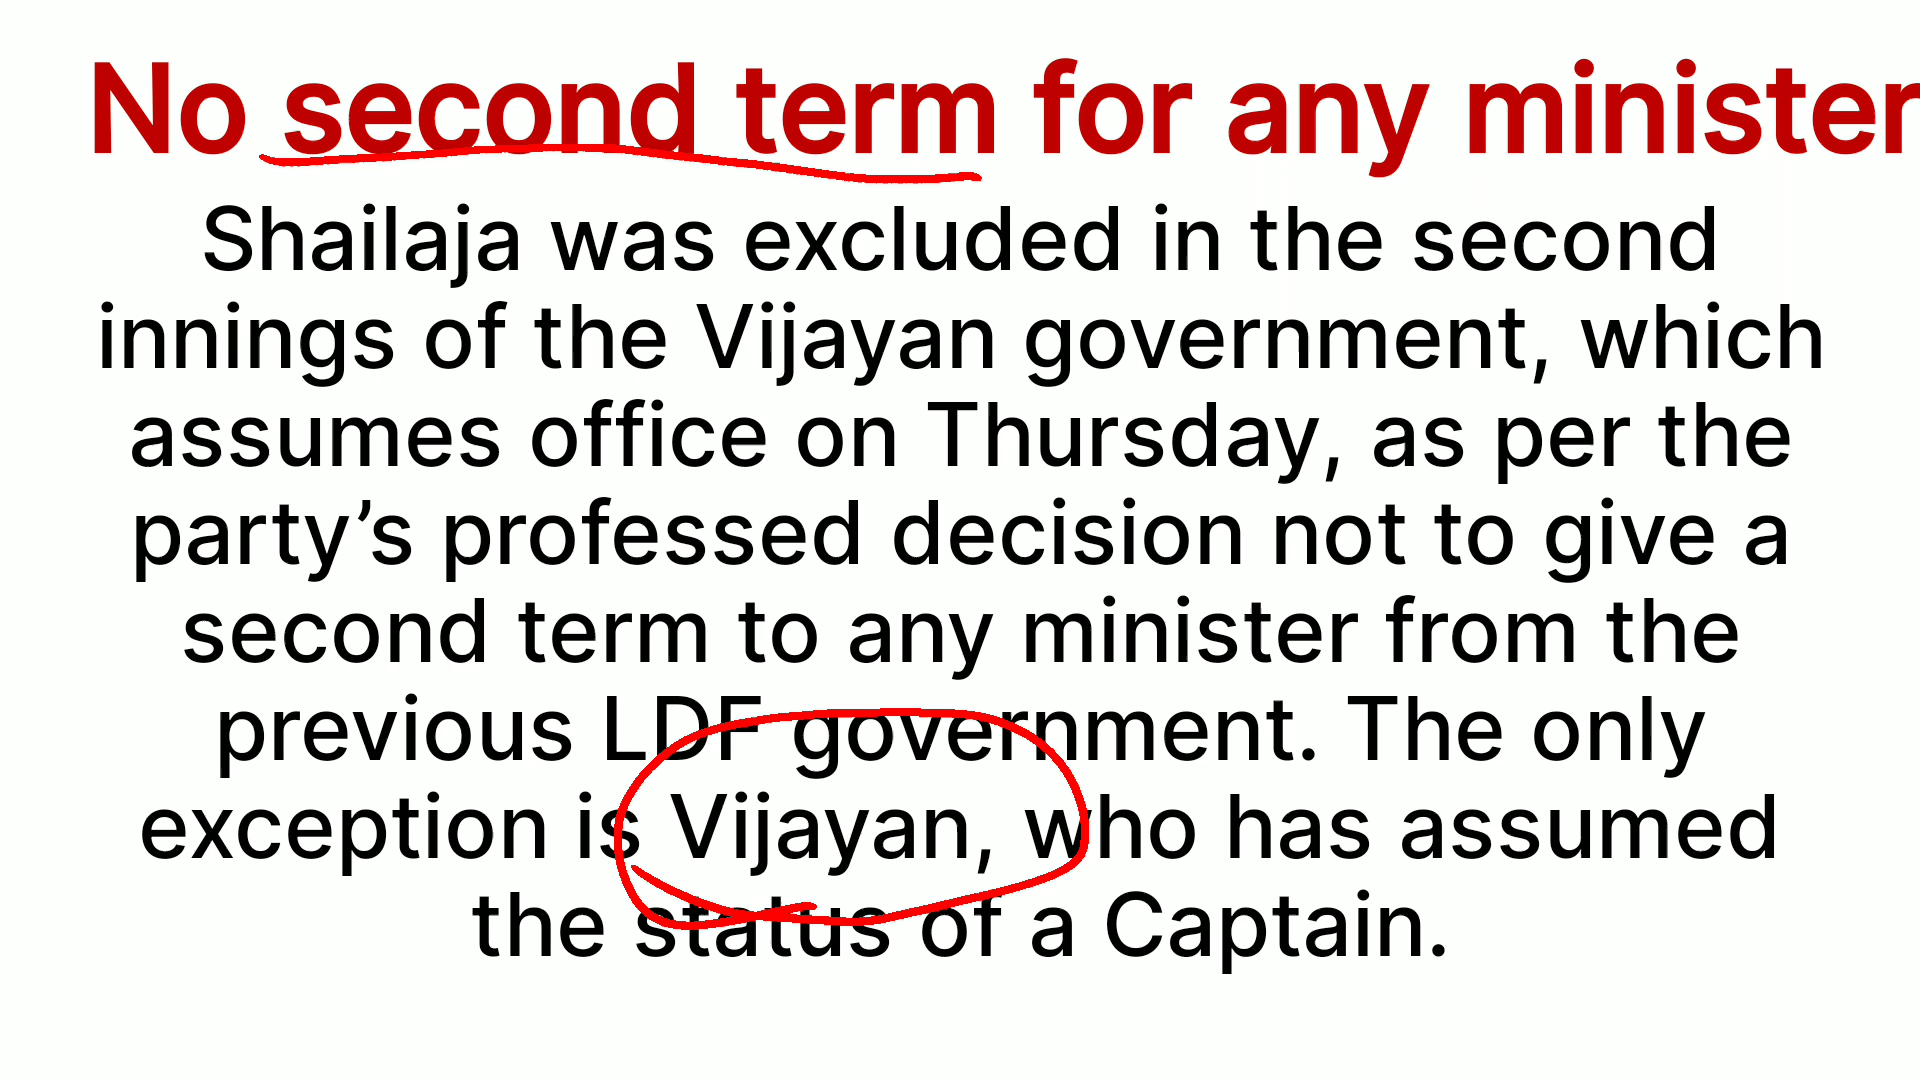 No second term for any minister
Shailaja was excluded in the second
innings of the Vijayan government, which
assumes office on Thursday, as per the
party’s professed decision not to give a
second term to any minister from the
previous LDF government. The only
exception is Vijayan, who has assumed
the status of a Captain.